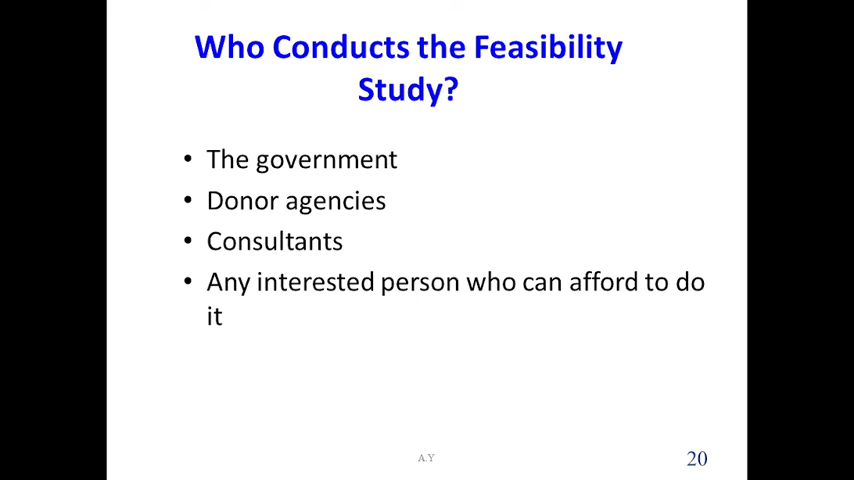 Who Conducts the Feasibility
Study?
• The government
• Donor agencies
• Consultants
• Any interested person who can afford to do
it
A.Y
20